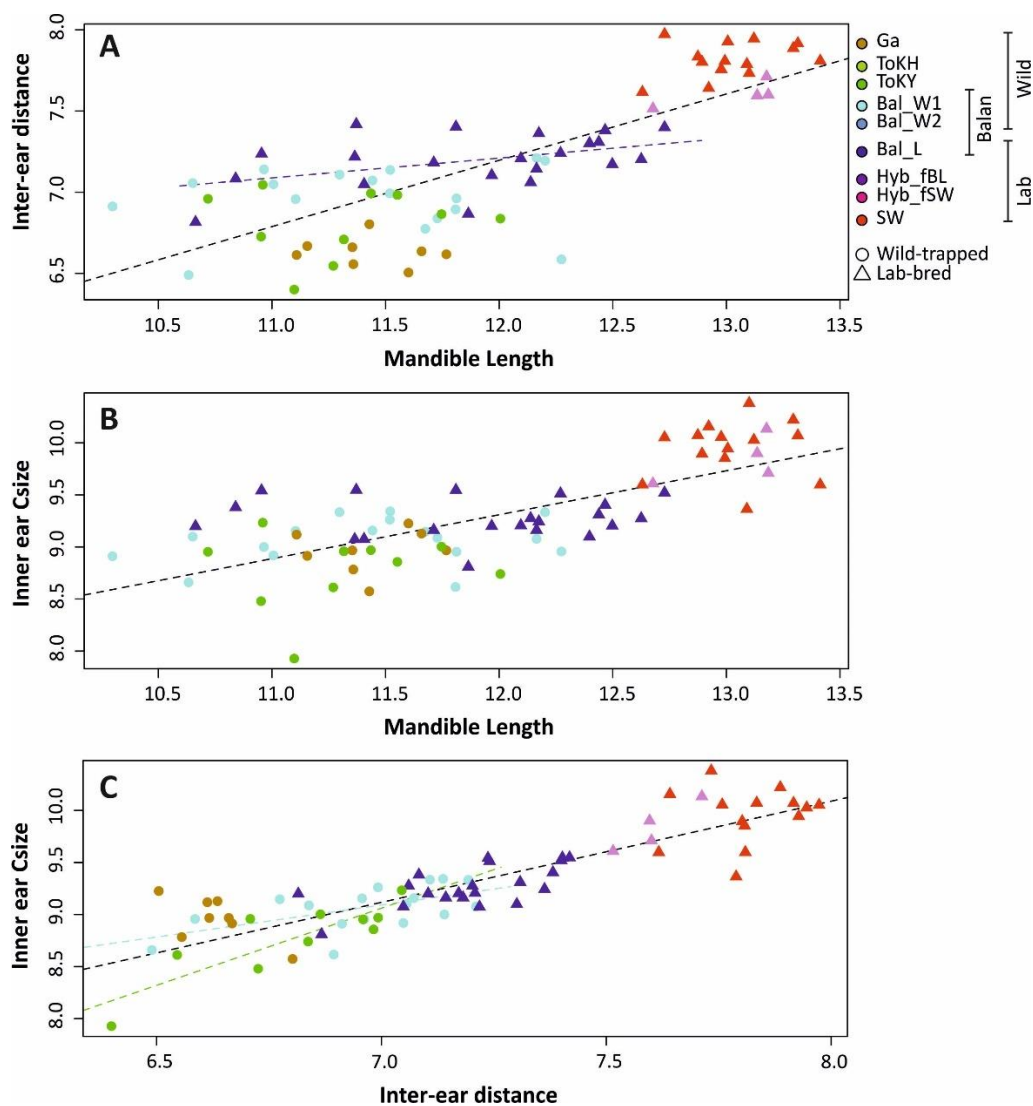 A
Inter-ear distance
8.0
7.5
7.0
6.5
10.5 11.0 11.5 12.0 12.5 13.0 13.5
Mandible Length
Ga
ToKH
ToKY
Bal_W1
Bal_W2
Bal_L
Hyb_fBL
Hyb_fSW
SW
Balan
Wild
Lab
Wild-trapped
Lab-bred
B
Inner ear Csize
10.0
9.5
9.0
8.5
8.0
10.5 11.0 11.5 12.0 12.5 13.0 13.5
Mandible Length
C
Inner ear Csize
10.0
9.5
9.0
8.5
8.0
6.5 7.0 7.5 8.0
Inter-ear distance